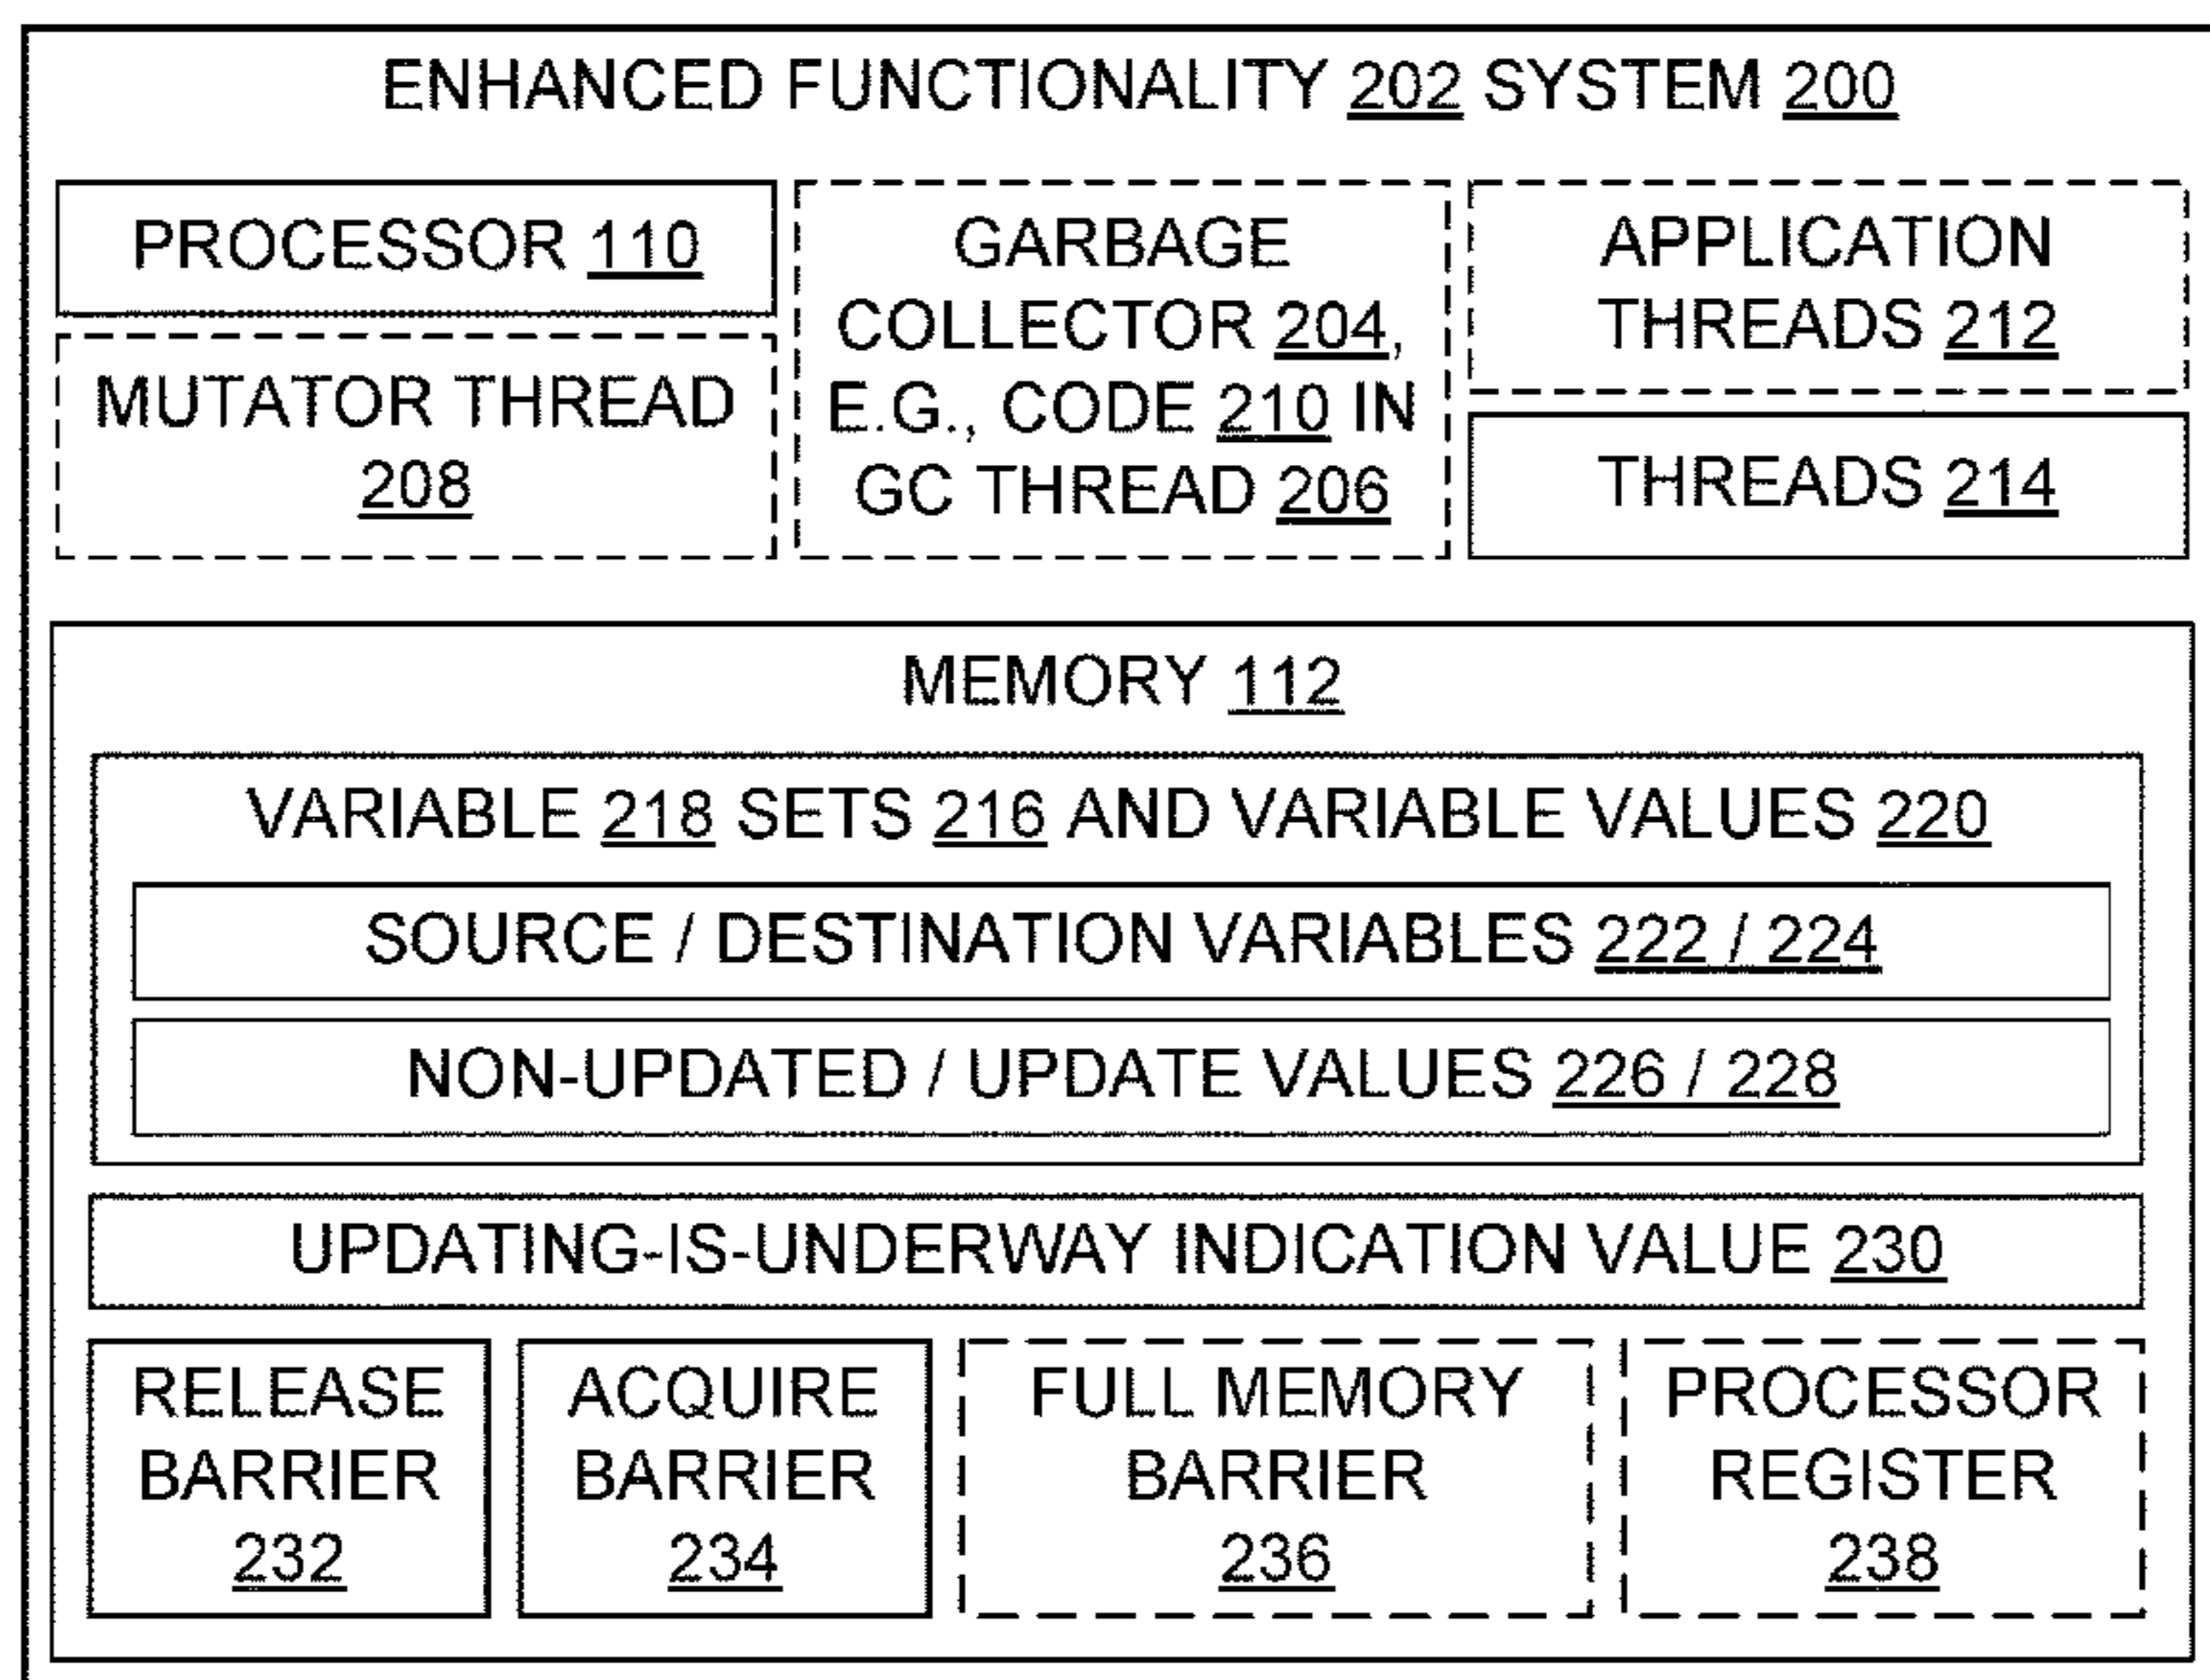 ENHANCED FUNCTIONALITY 202 SYSTEM 200
PROCESSOR 110
MUTATOR THREAD
208
GARBAGE
COLLECTOR 204,
E.G., CODE 210 IN
GC THREAD 206
APPLICATION
THREADS 212
THREADS 214
MEMORY 112
VARIABLE 218 SETS 216 AND VARIABLE VALUES 220
SOURCE / DESTINATION VARIABLES 222 / 224
NON-UPDATED / UPDATE VALUES 226 / 228
UPDATING-IS-UNDERWAY INDICATION VALUE 230
RELEASE
BARRIER
232
ACQUIRE
BARRIER
234
FULL MEMORY
BARRIER
236
PROCESSOR
REGISTER
238